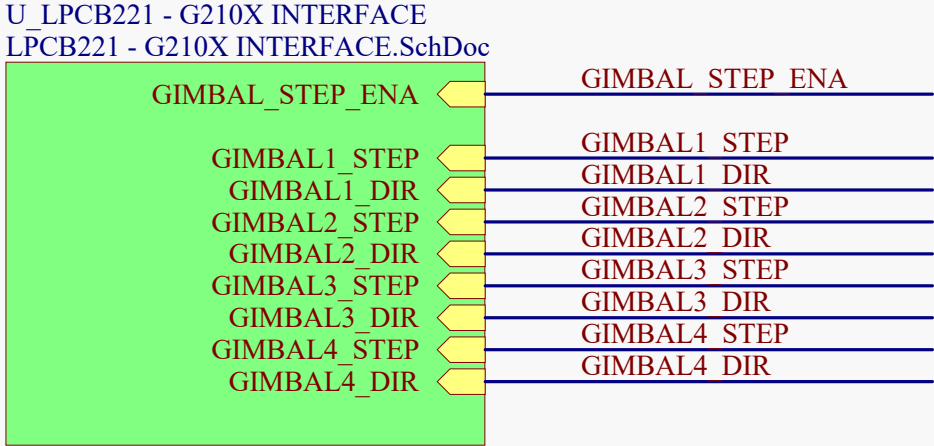 U_LPCB221 - G210X INTERFACE
LPCB221 - G210X INTERFACE.SchDoc
GIMBAL_STEP_ENA GIMBAL_STEP_ENA
GIMBAL1_STEP GIMBAL1_STEP
GIMBAL1_DIR GIMBAL1_DIR
GIMBAL2_STEP GIMBAL2_STEP
GIMBAL2_DIR GIMBAL2_DIR
GIMBAL3_STEP GIMBAL3_STEP
GIMBAL3_DIR GIMBAL3_DIR
GIMBAL4_STEP GIMBAL4_STEP
GIMBAL4_DIR GIMBAL4_DIR